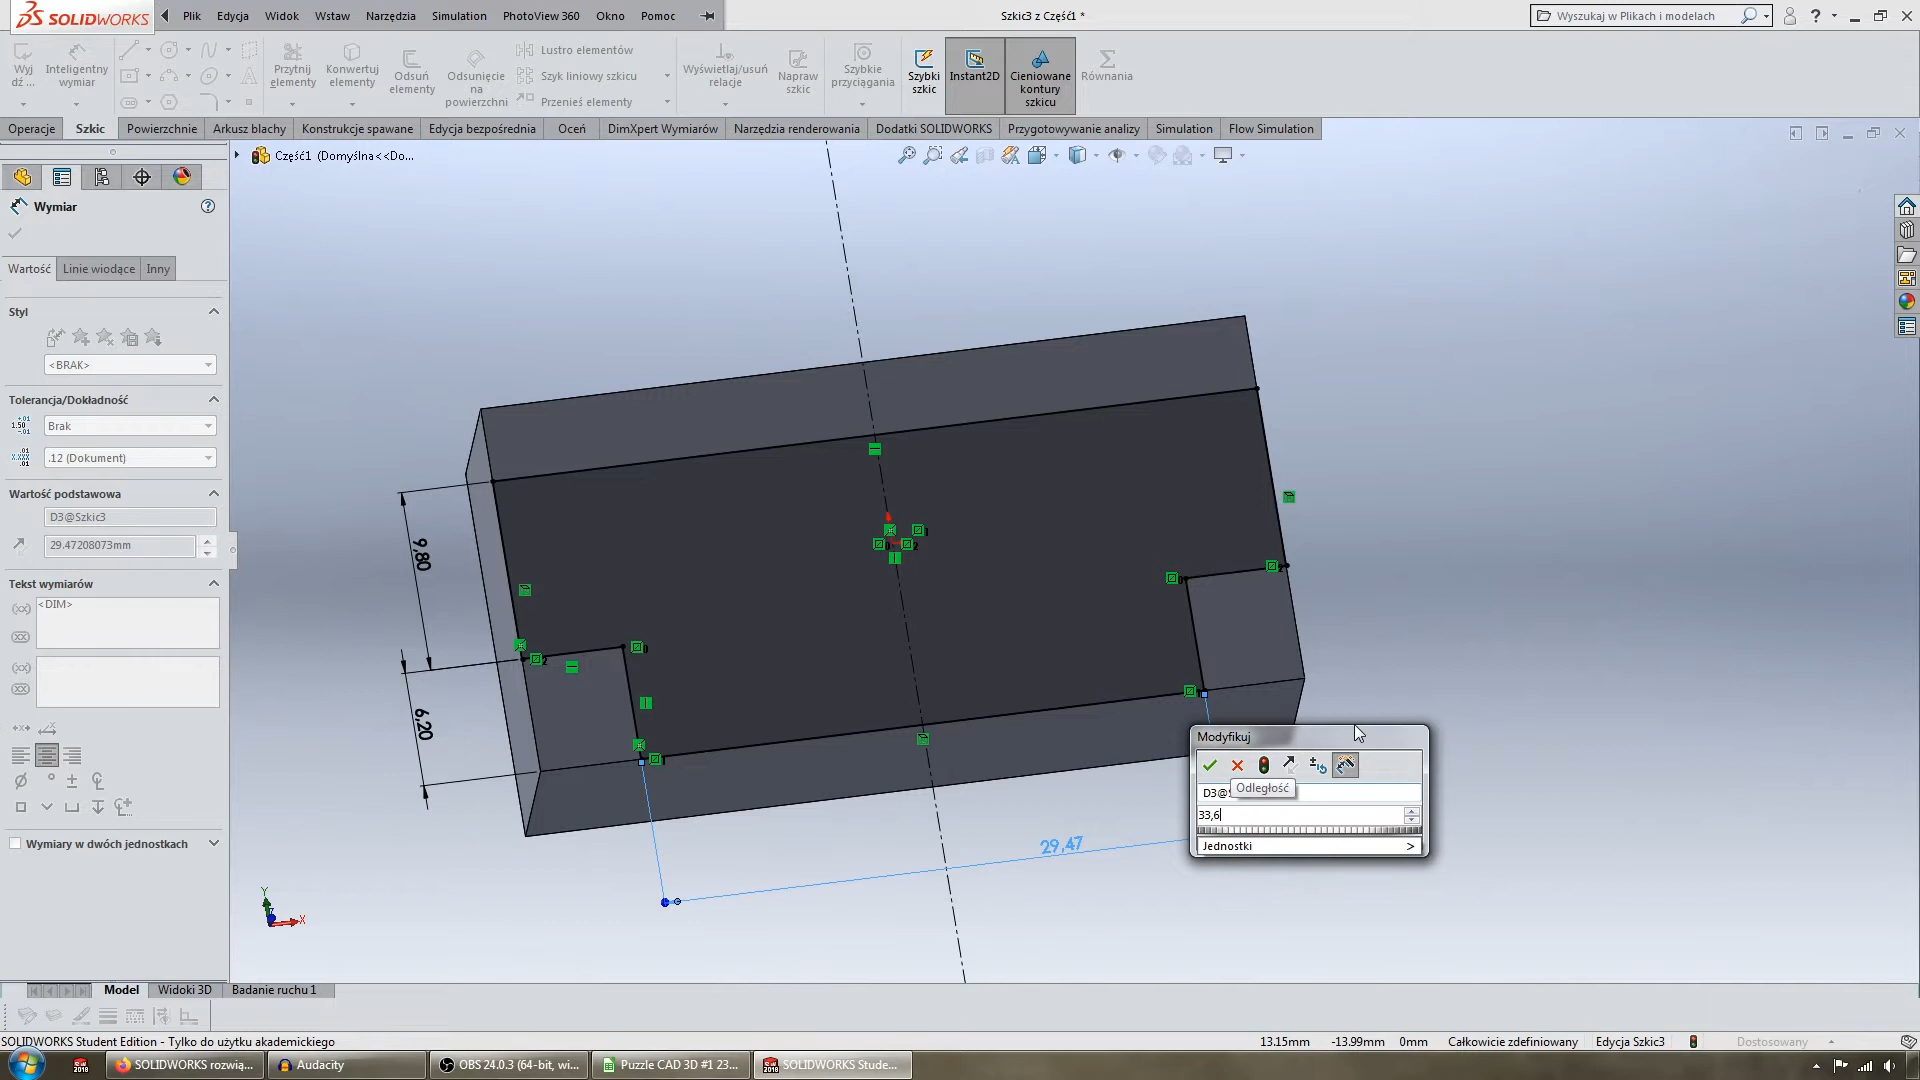 SOLIDWORKS
Plik Edycja Widok Wstaw Narzędzia Simulation PhotoView 360 Okno Pomoc
Szkic3 z Część1 *
Wyszukaj w Plikach i modelach
Wyj
dź ...
Inteligentny
wymiar
Przytnij
elementy
Konwertuj
elementy
Odsuń
elementy
Odsunięcie
na
powierzchni
Lustro elementów
Szyk liniowy szkicu
Przenieś elementy
Wyświetlaj/usuń
relacje
Napraw
szkic
Szybkie
przyciągania
Szybki
szkic
Instant2D
Cieniowane
kontury
szkicu
Równania
Operacje Szkic Powierzchnie Arkusz blachy Konstrukcje spawane Edycja bezpośrednia Oceń DimXpert Wymiarów Narzędzia renderowania Dodatki SOLIDWORKS Przygotowywanie analizy Simulation Flow Simulation
Część1 (Domyślna<<Do...
Wymiar
Wartość Linie wiodące Inny
Styl
<BRAK>
Tolerancja/Dokładność
Brak
.12 (Dokument)
Wartość podstawowa
D3@Szkic3
29.47208073mm
Tekst wymiarów
<DIM>
Wymiary w dwóch jednostkach
9,80
6,20
29,47
Modyfikuj
D3@S
Odległość
33,6
Jednostki >
Y
Z
X
Model Widoki 3D Badanie ruchu 1
SOLIDWORKS Student Edition - Tylko do użytku akademickiego
13.15mm -13.99mm 0mm Całkowicie zdefiniowany Edycja Szkic3 Dostosowany
SOLIDWORKS rozwią... Audacity OBS 24.0.3 (64-bit, wi... Puzzle CAD 3D #1 23... SOLIDWORKS Stude...